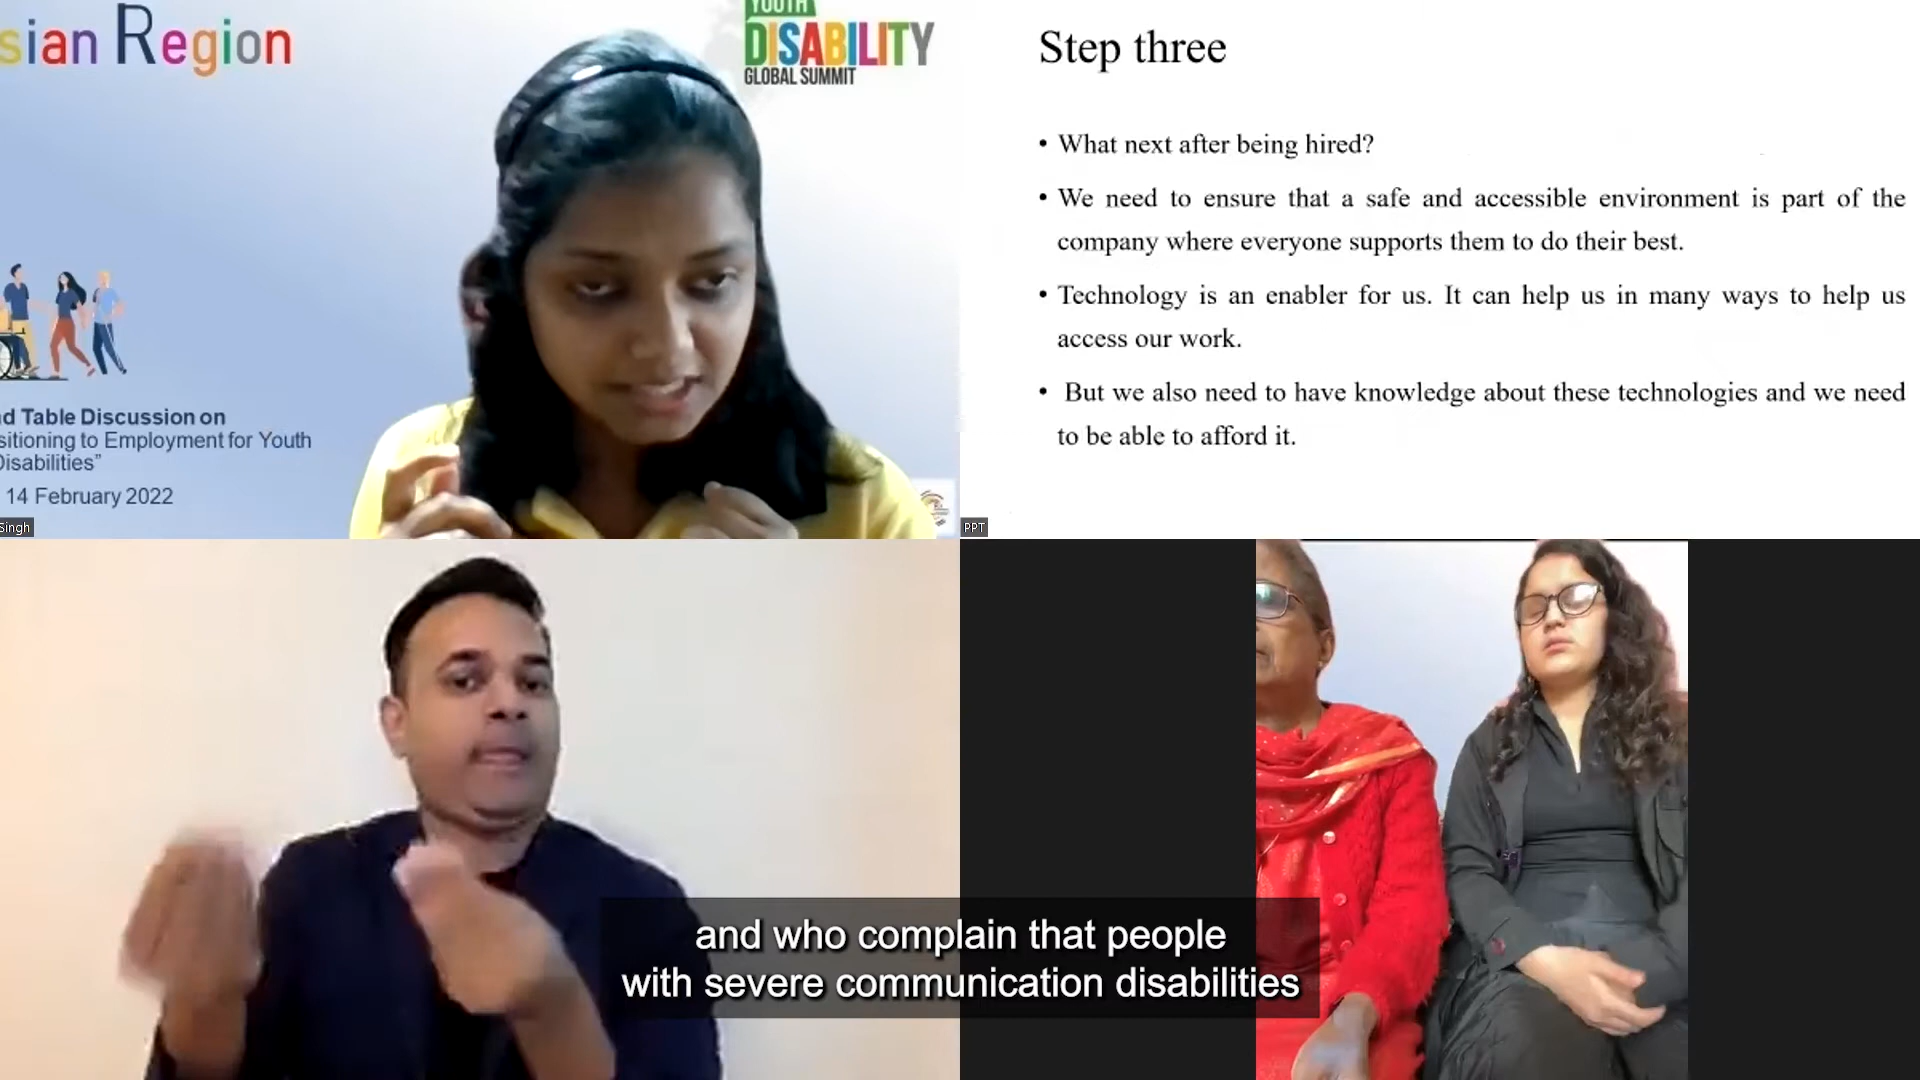 sian Region
YOUTH
DISABILITY
GLOBAL SUMMIT
d Table Discussion on
sitioning to Employment for Youth
Disabilities”
14 February 2022
Singh
Step three
• What next after being hired?
• We need to ensure that a safe and accessible environment is part of the
company where everyone supports them to do their best.
• Technology is an enabler for us. It can help us in many ways to help us
access our work.
• But we also need to have knowledge about these technologies and we need
to be able to afford it.
PPT
and who complain that people
with severe communication disabilities